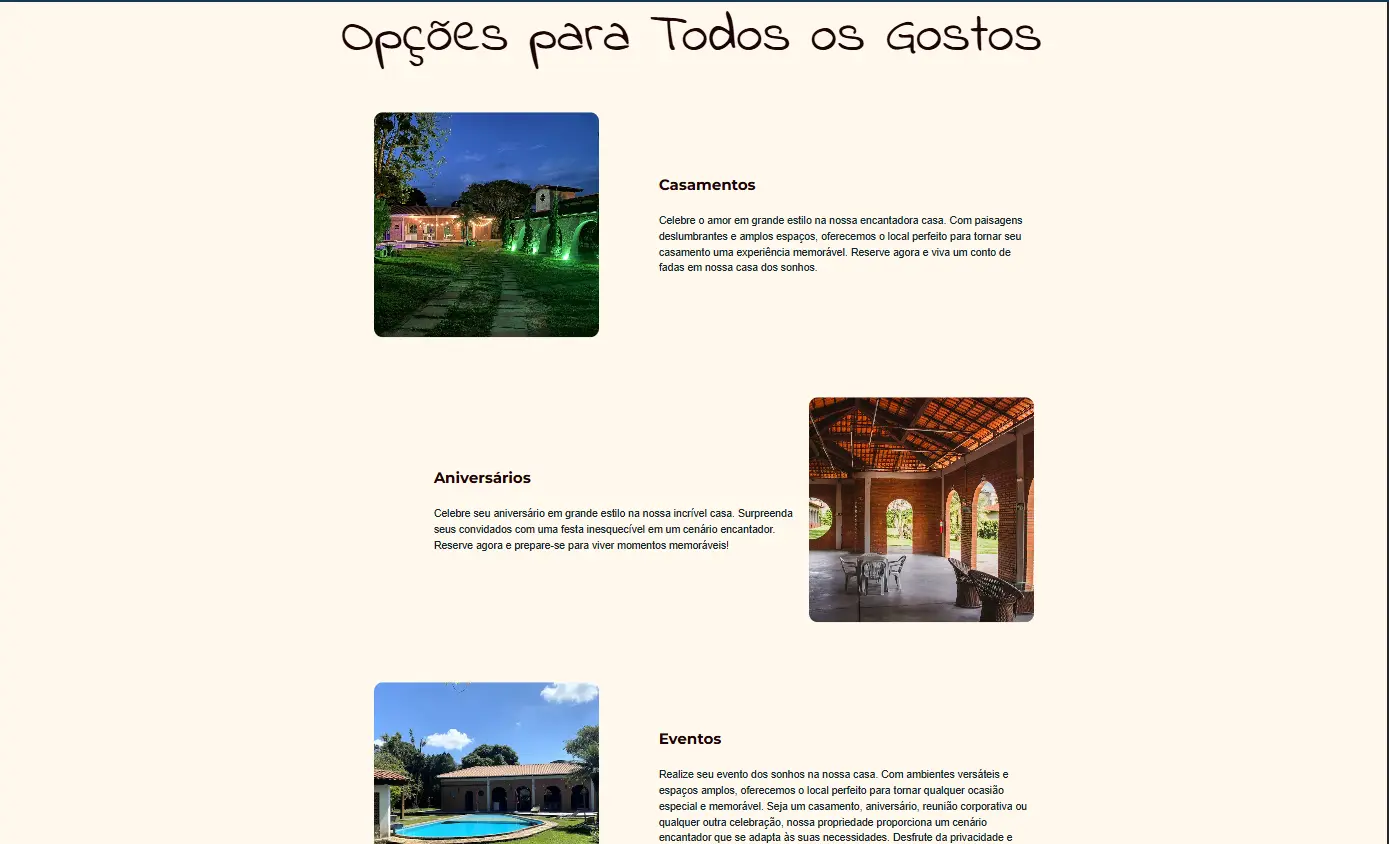 Opções para Todos os Gostos
Casamentos
Celebre o amor em grande estilo na nossa encantadora casa. Com paisagens
deslumbrantes e amplos espaços, oferecemos o local perfeito para tornar seu
casamento uma experiência memorável. Reserve agora e viva um conto de
fadas em nossa casa dos sonhos.
Aniversários
Celebre seu aniversário em grande estilo na nossa incrível casa. Surpreenda
seus convidados com uma festa inesquecível em um cenário encantador.
Reserve agora e prepare-se para viver momentos memoráveis!
Eventos
Realize seu evento dos sonhos na nossa casa. Com ambientes versáteis e
espaços amplos, oferecemos o local perfeito para tornar qualquer ocasião
especial e memorável. Seja um casamento, aniversário, reunião corporativa ou
qualquer outra celebração, nossa propriedade proporciona um cenário
encantador que se adapta às suas necessidades. Desfrute da privacidade e